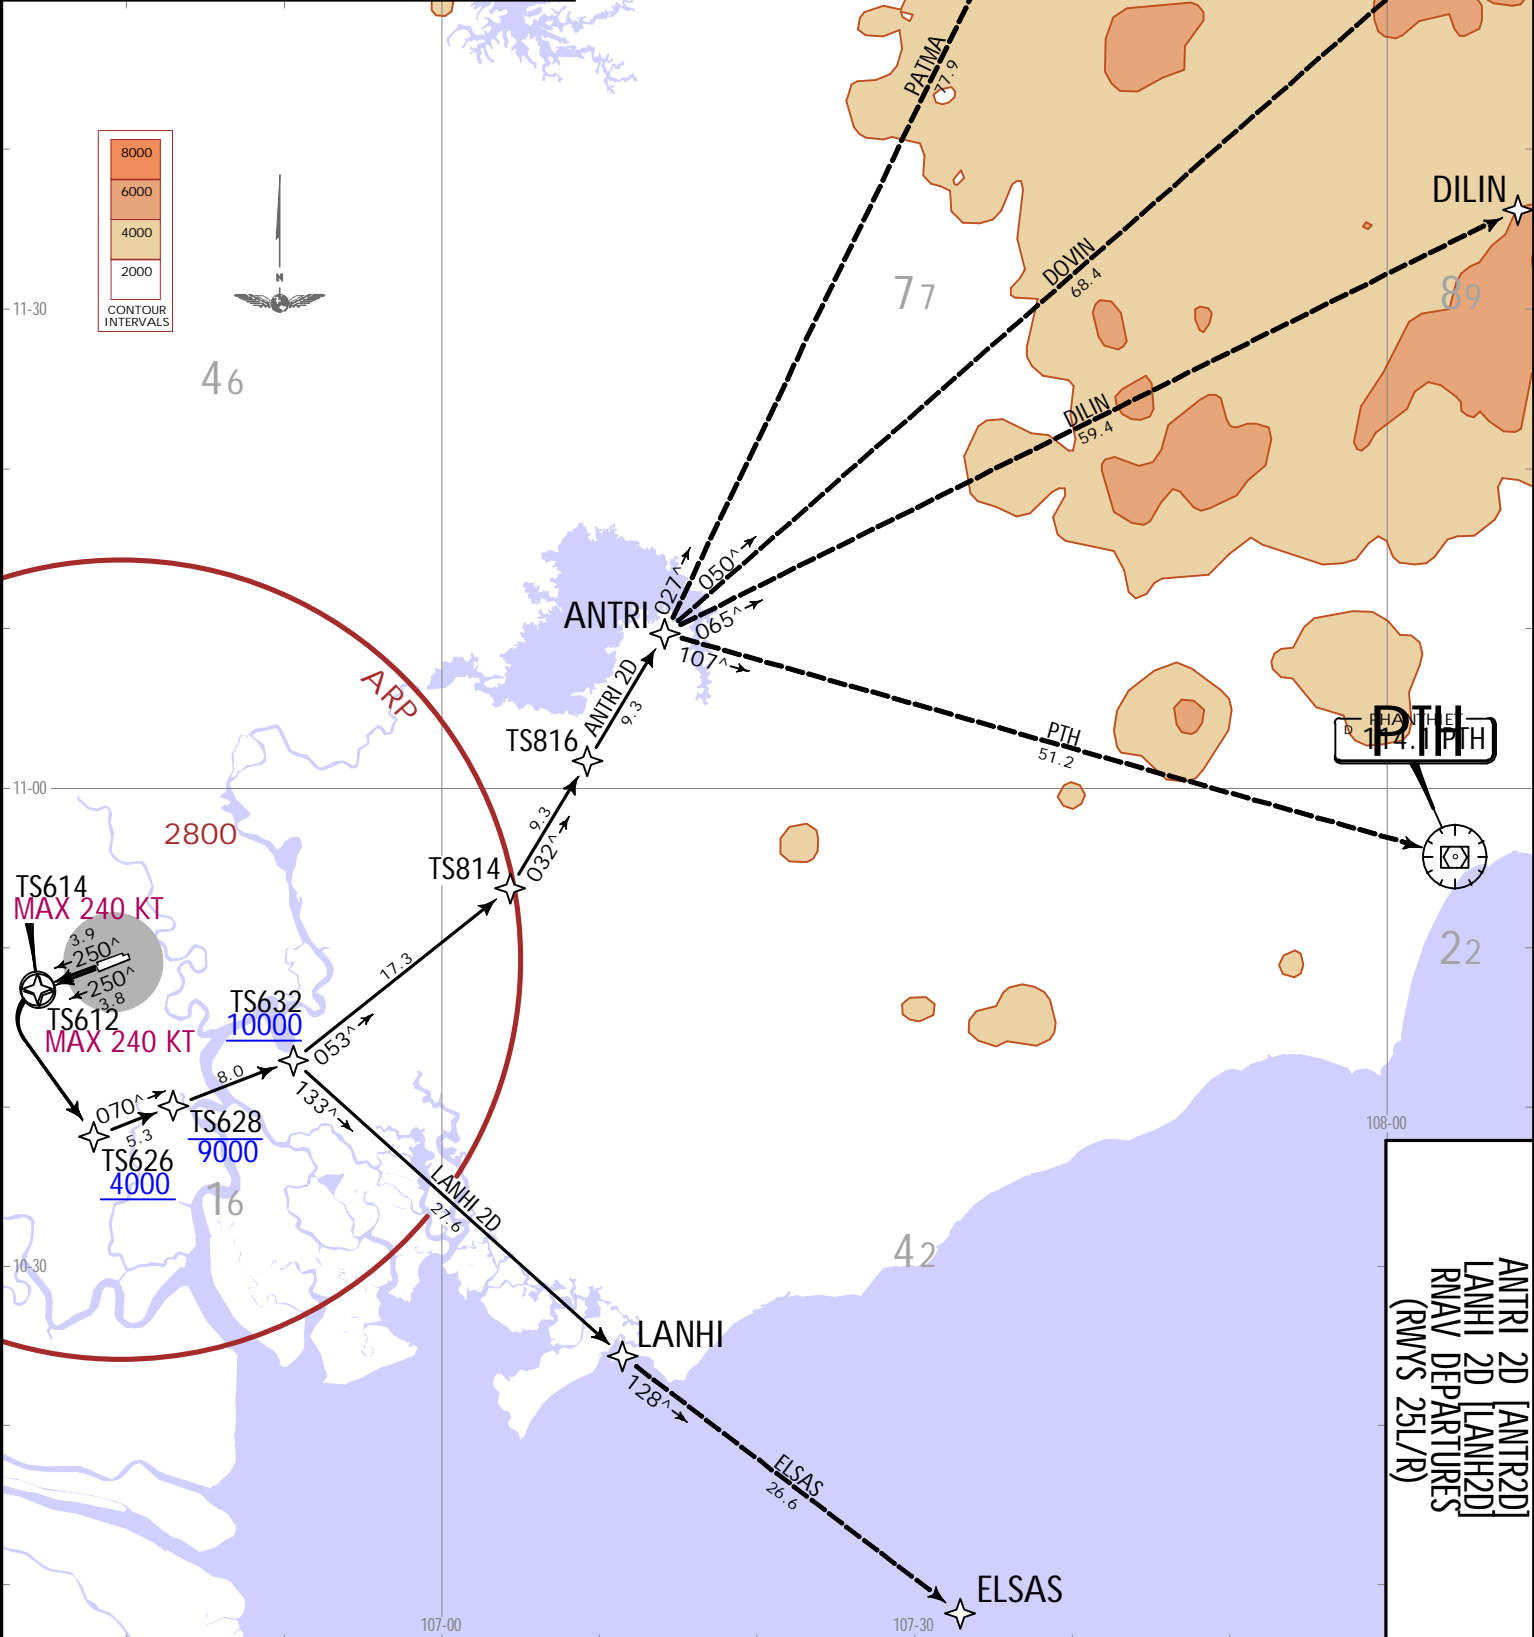 PATMA
77.9
8000
6000
4000
2000
CONTOUR
INTERVALS
N
DILIN
DOVIN
68.4
77
89
11-30
46
DILIN
59.4
027^
050^
ANTRI
065^
107^
ANTRI 2D
9.3
ARP
TS816
PTH
51.2
PHANTHIET
D 114.1 PTH
PTH
11-00
2800
9.3
032^
TS814
TS614
MAX 240 KT
3.9
250^
250^
3.8
TS612
MAX 240 KT
17.3
22
TS632
10000
053^
8.0
133^
070^
5.3
TS628
9000
TS626
4000
16
108-00
LANHI 2D
27.6
42
10-30
LANHI
128^
ELSAS
26.6
ELSAS
107-00
107-30
ANTRI 2D [ANTR2D]
LANHI 2D [LANH2D]
RNAV DEPARTURES
(RWYS 25L/R)